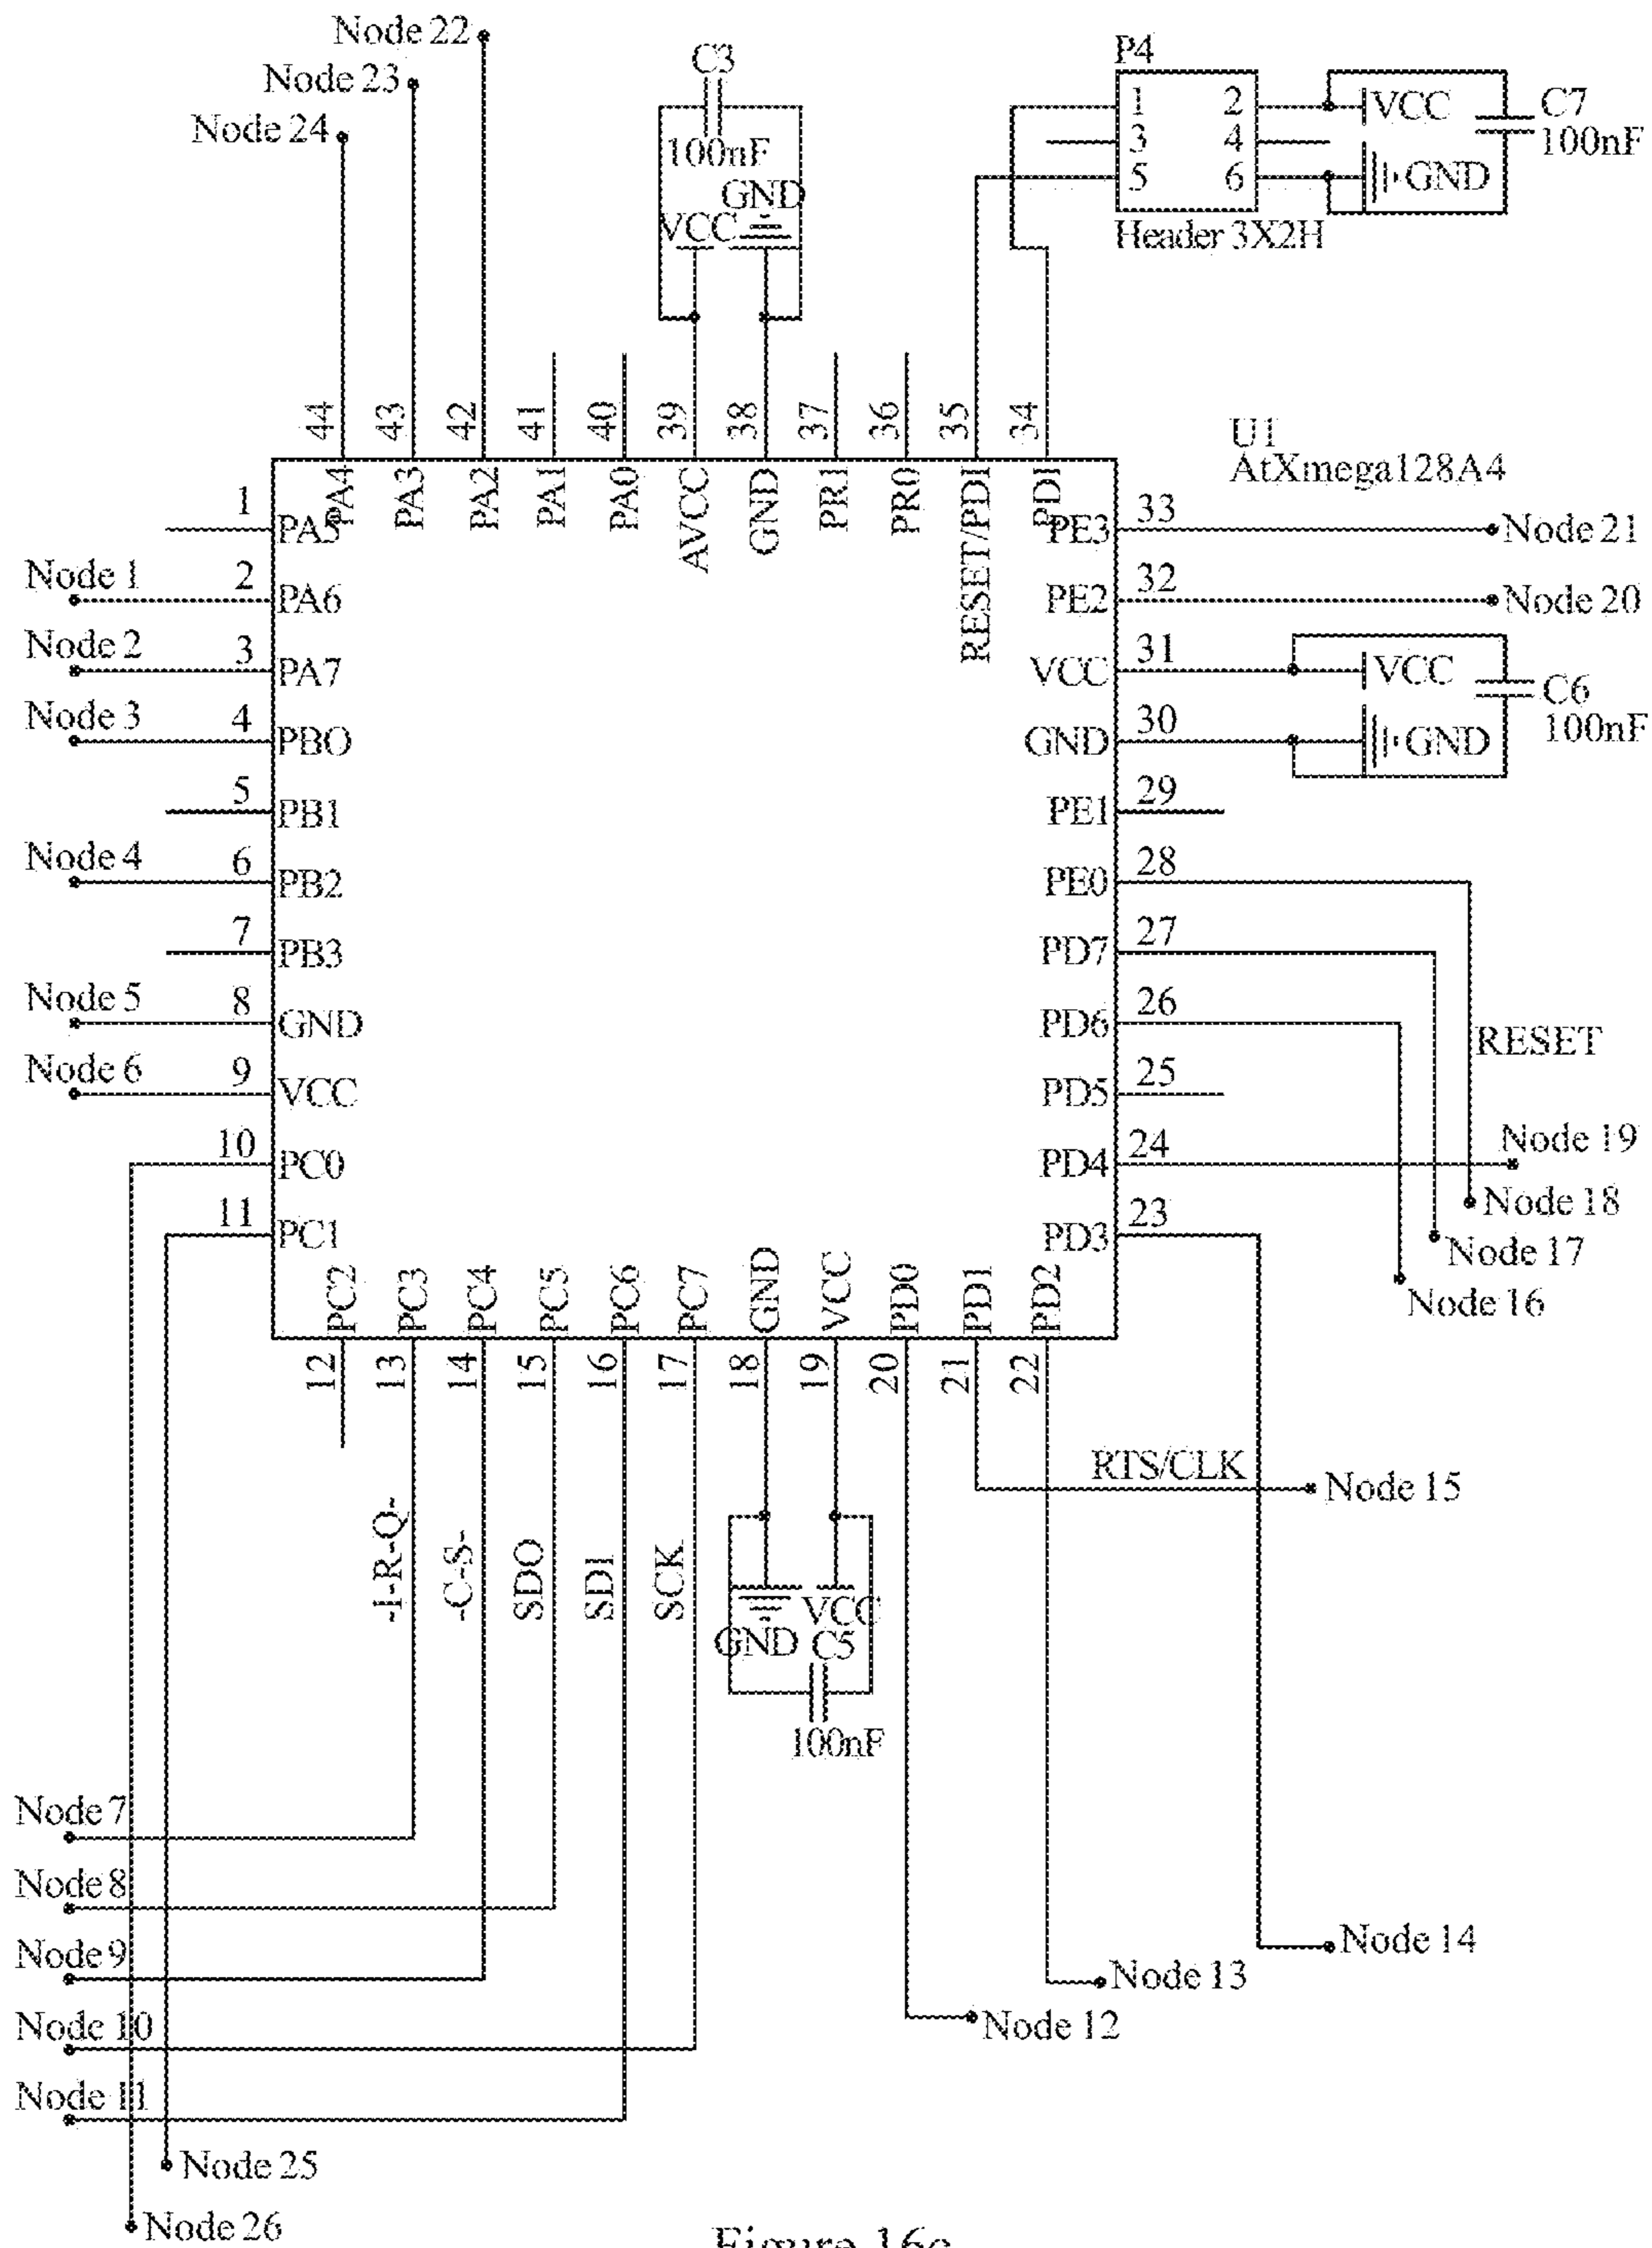 Node 22
Node 23
Node 24
C3
100nF
GND
VCC
P4
1 2
3 4
5 6
Header 3X2H
VCC
GND
C7
100nF
44 43 42 41 40 39 38 37 36 35 34
PA4 PA3 PA2 PA1 PA0 AVCC GND PR1 PR0 RESET/PDI PDI
U1
AtXmega128A4
1 PA5
Node 1 2 PA6
Node 2 3 PA7
Node 3 4 PBO
5 PB1
Node 4 6 PB2
7 PB3
Node 5 8 GND
Node 6 9 VCC
10 PC0
11 PC1
PE3 33 Node 21
PE2 32 Node 20
VCC 31 VCC
GND 30 GND
C6
100nF
PE1 29
PE0 28
PD7 27
PD6 26
RESET
PD5 25
PD4 24 Node 19
PD3 23
Node 18
Node 17
Node 16
PC2 PC3 PC4 PC5 PC6 PC7 GND VCC PD0 PD1 PD2
12 13 14 15 16 17 18 19 20 21 22
-I-R-Q-
-C-S-
SDO
SDI
SCK
GND
VCC
C5
100nF
RTS/CLK
Node 15
Node 7
Node 8
Node 9
Node 10
Node 11
Node 14
Node 13
Node 12
Node 25
Node 26
Figure 16c